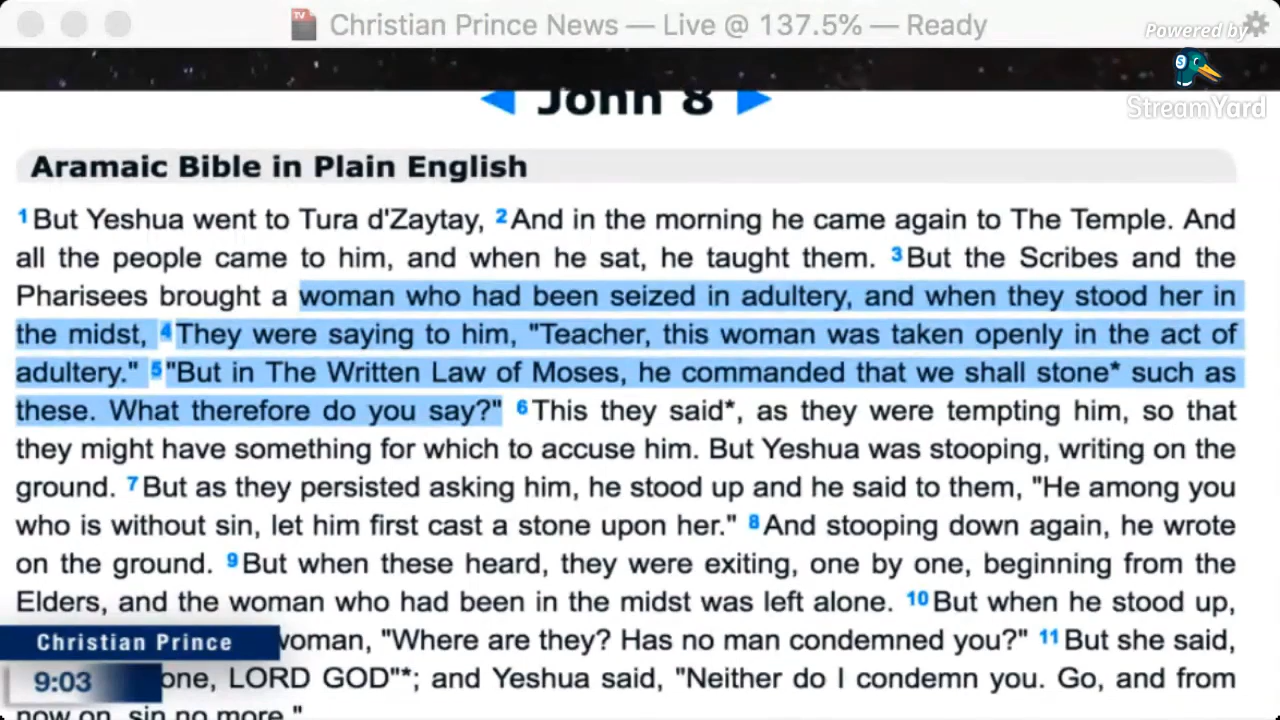 Christian Prince News — Live @ 137.5% — Ready
Powered by
StreamYard
John 8
Aramaic Bible in Plain English
1 But Yeshua went to Tura d'Zaytay, 2 And in the morning he came again to The Temple. And
all the people came to him, and when he sat, he taught them. 3 But the Scribes and the
Pharisees brought a woman who had been seized in adultery, and when they stood her in
the midst, 4 They were saying to him, "Teacher, this woman was taken openly in the act of
adultery." 5 "But in The Written Law of Moses, he commanded that we shall stone* such as
these. What therefore do you say?" 6 This they said*, as they were tempting him, so that
they might have something for which to accuse him. But Yeshua was stooping, writing on the
ground. 7 But as they persisted asking him, he stood up and he said to them, "He among you
who is without sin, let him first cast a stone upon her." 8 And stooping down again, he wrote
on the ground. 9 But when these heard, they were exiting, one by one, beginning from the
Elders, and the woman who had been in the midst was left alone. 10 But when he stood up,
woman, "Where are they? Has no man condemned you?" 11 But she said,
one, LORD GOD"*; and Yeshua said, "Neither do I condemn you. Go, and from
now on, sin no more."
Christian Prince
9:03